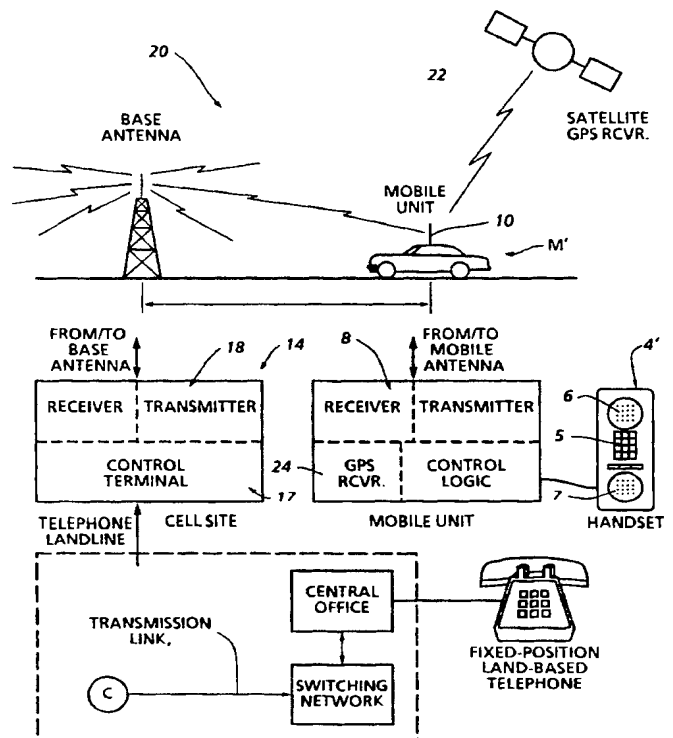 20
22
BASE
ANTENNA
SATELLITE
GPS RCVR.
MOBILE
UNIT
10
M'
FROM/TO
BASE
ANTENNA
18
14
8
FROM/TO
MOBILE
ANTENNA
4'
RECEIVER
TRANSMITTER
RECEIVER
TRANSMITTER
6
5
CONTROL
TERMINAL
24
GPS
RCVR.
CONTROL
LOGIC
17
7
TELEPHONE
LANDLINE
CELL SITE
MOBILE UNIT
HANDSET
CENTRAL
OFFICE
TRANSMISSION
LINK,
C
SWITCHING
NETWORK
FIXED-POSITION
LAND-BASED
TELEPHONE